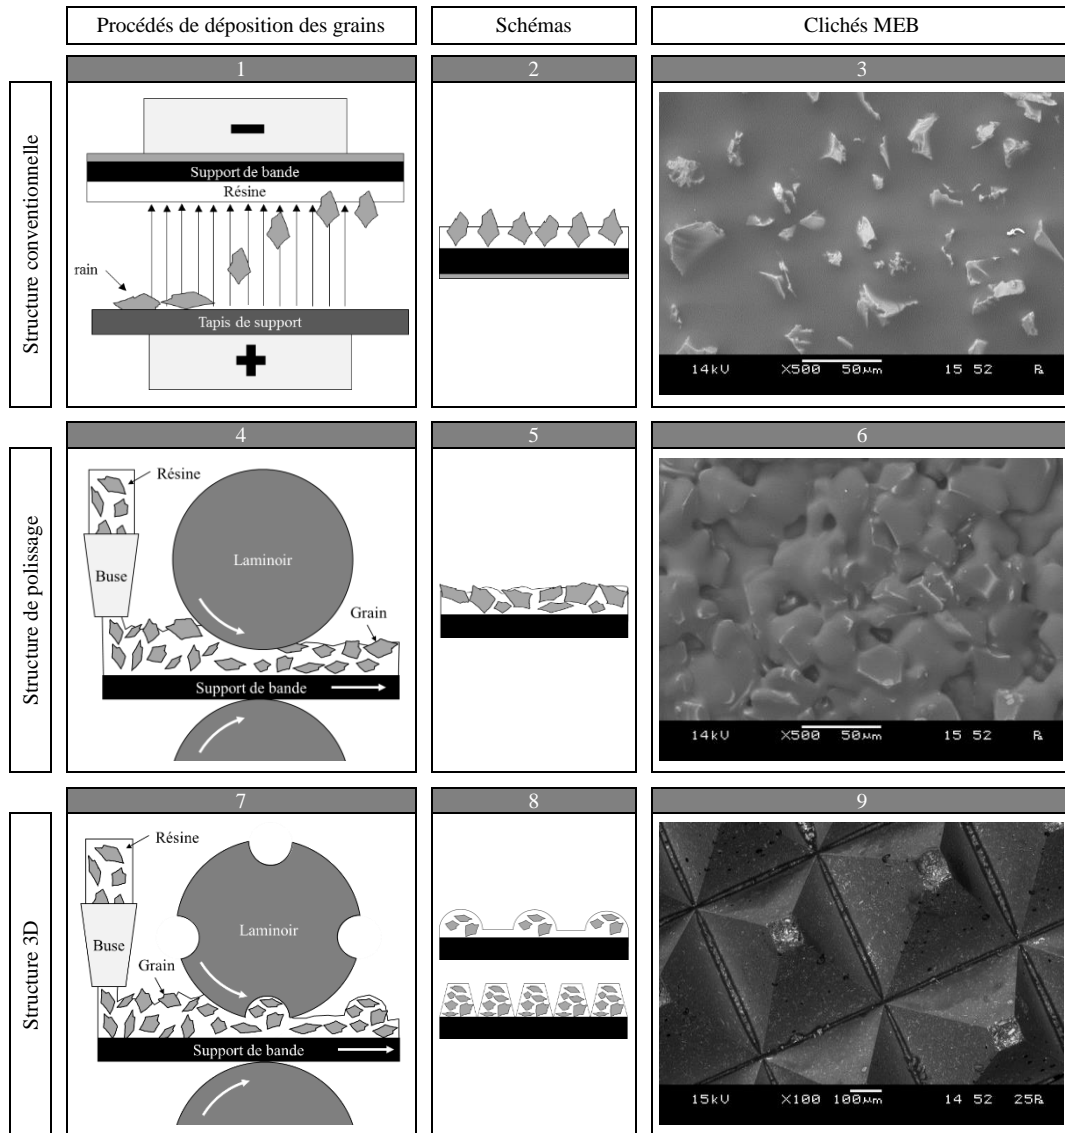 Procédés de déposition des grains
Schémas
Clichés MEB
Structure conventionnelle
1
2
3
Support de bande
Résine
rain
Tapis de support
14kV X500 50µm 15 52
Structure de polissage
4
5
6
Résine
Laminoir
Buse
Grain
Support de bande
14kV X500 50µm 15 52
Structure 3D
7
8
9
Résine
Laminoir
Buse
Grain
Support de bande
15kV X100 100µm 14 52 25